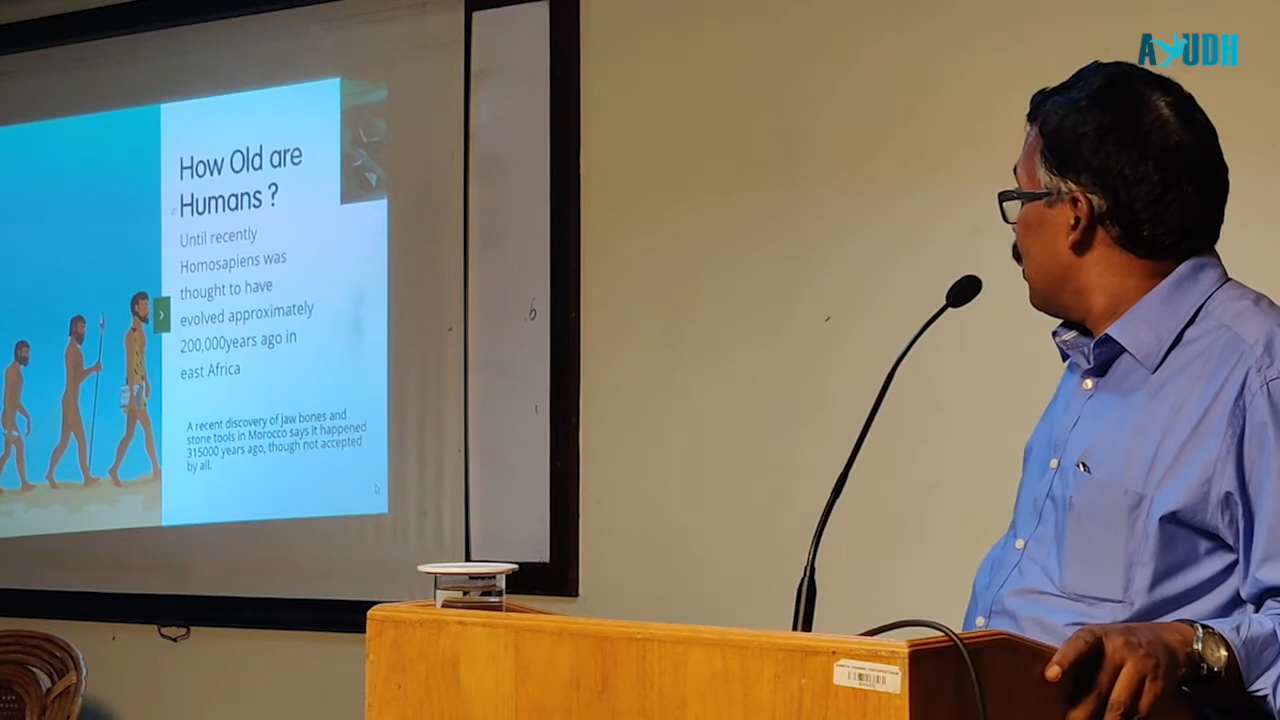 AYUDH
How Old are
Humans ?
Until recently
Homosapiens was
thought to have
evolved approximately
200,000years ago in
east Africa
A recent discovery of jaw bones and
stone tools in Morocco says it happened
315000 years ago, though not accepted
by all.